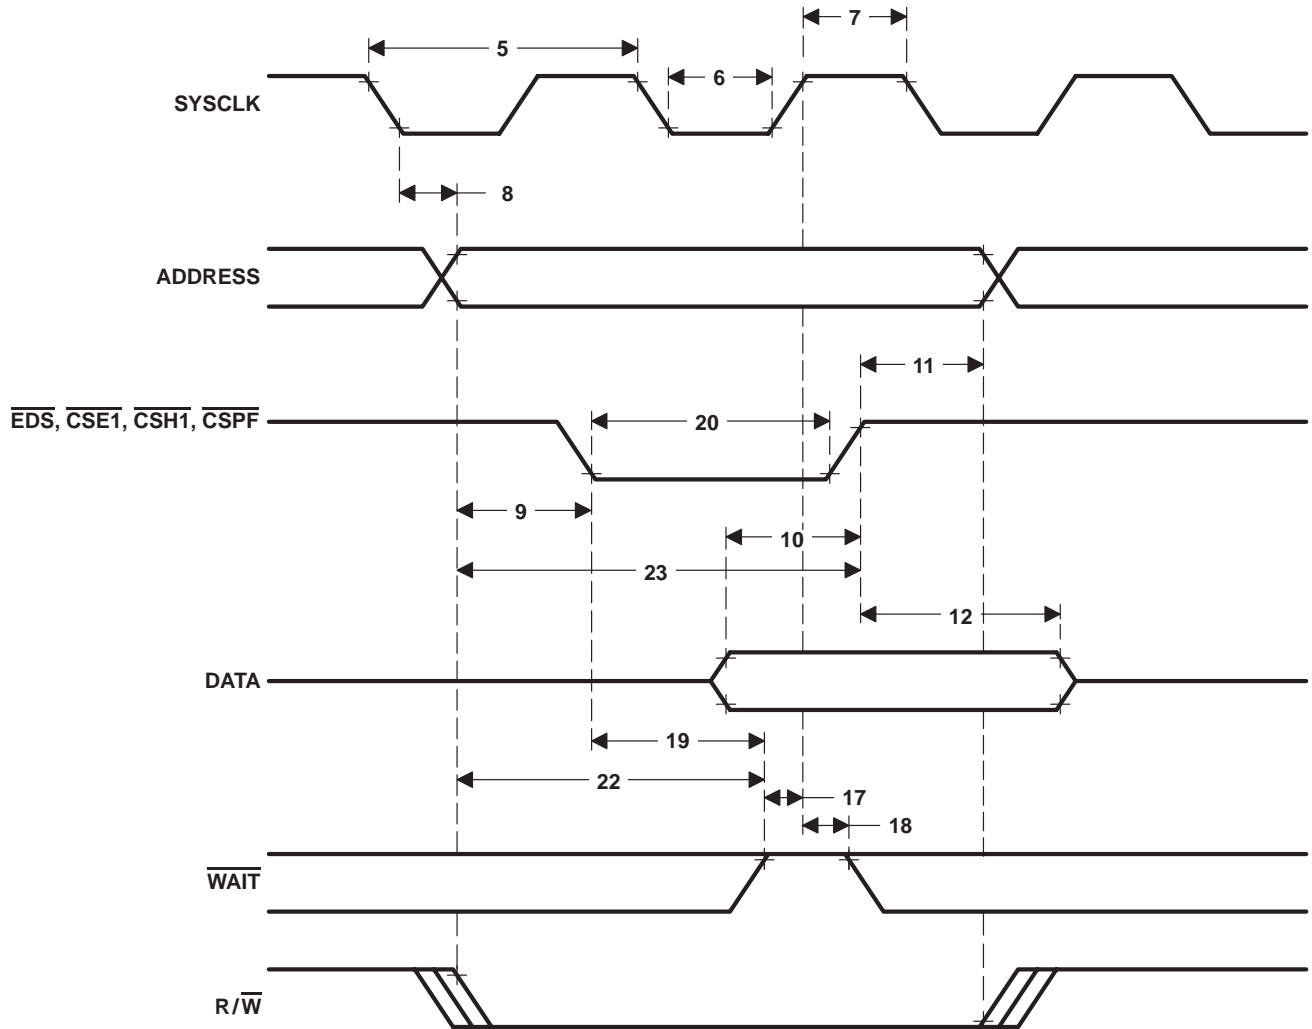 7
5
6
SYSCLK
8
ADDRESS
11
EDS, CSE1, CSH1, CSPF
20
9
10
23
12
DATA
19
22
17
18
WAIT
R/W